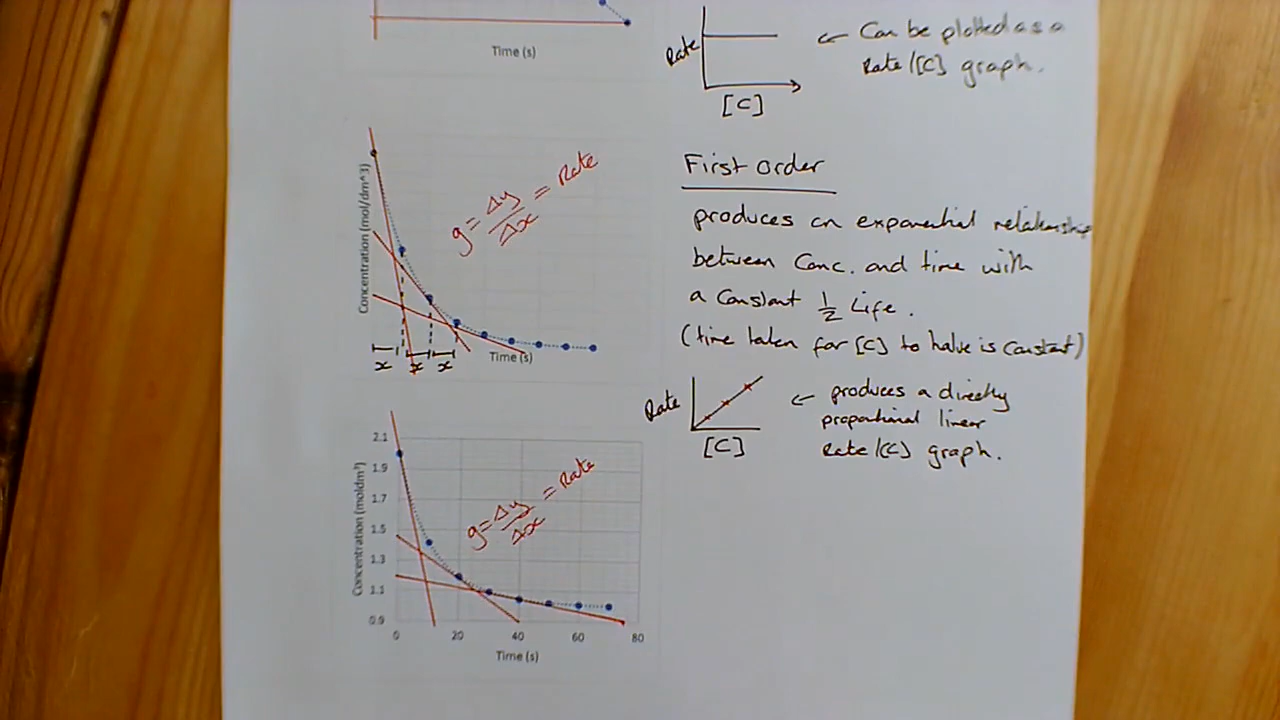 Time (s)
Rate
[C]
← Can be plotted as a
Rate/[C] graph.
Concentration (mol/dm^3)
g = Δy/Δx = Rate
x
x
x
Time (s)
First order
produces an exponential relationship
between Conc. and time with
a Constant 1/2 Life.
(time taken for [C] to halve is Constant)
Rate
[C]
← produces a directly
proportional linear
Rate/[C] graph.
Concentration (moldm³)
2.1
1.9
1.7
1.5
1.3
1.1
0.9
g = Δy/Δx = Rate
0 20 40 60 80
Time (s)